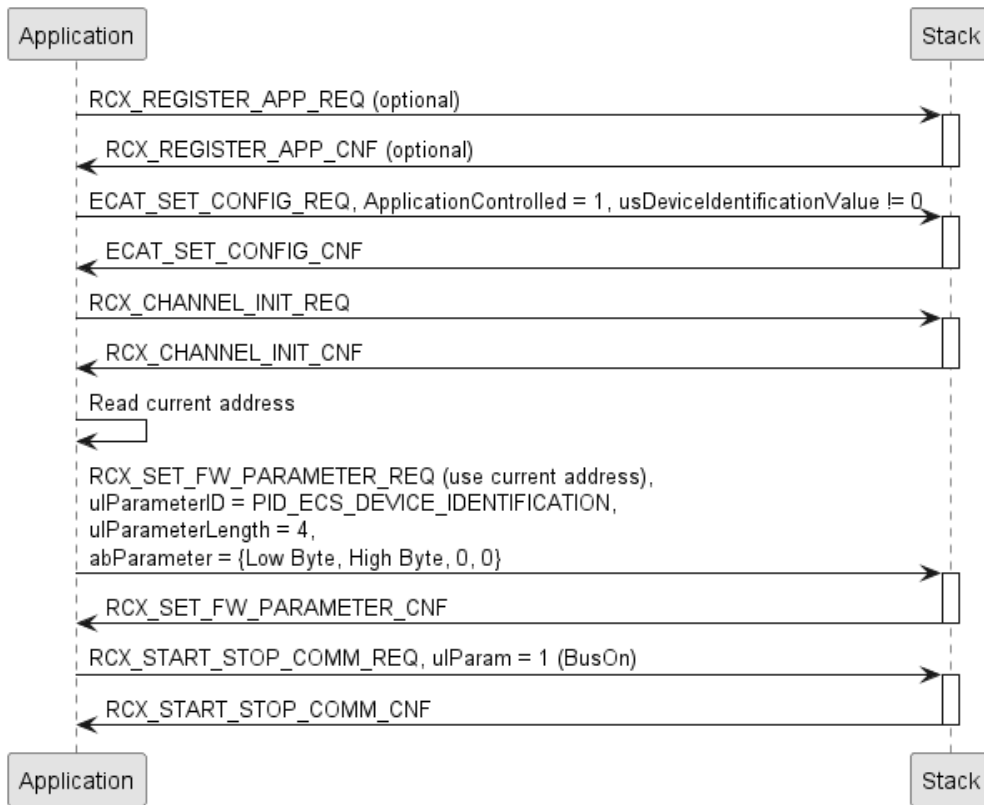 Application
Stack
RCX_REGISTER_APP_REQ (optional)
RCX_REGISTER_APP_CNF (optional)
ECAT_SET_CONFIG_REQ, ApplicationControlled = 1, usDeviceIdentificationValue != 0
ECAT_SET_CONFIG_CNF
RCX_CHANNEL_INIT_REQ
RCX_CHANNEL_INIT_CNF
Read current address
RCX_SET_FW_PARAMETER_REQ (use current address),
ulParameterID = PID_ECS_DEVICE_IDENTIFICATION,
ulParameterLength = 4,
abParameter = {Low Byte, High Byte, 0, 0}
RCX_SET_FW_PARAMETER_CNF
RCX_START_STOP_COMM_REQ, ulParam = 1 (BusOn)
RCX_START_STOP_COMM_CNF
Application
Stack